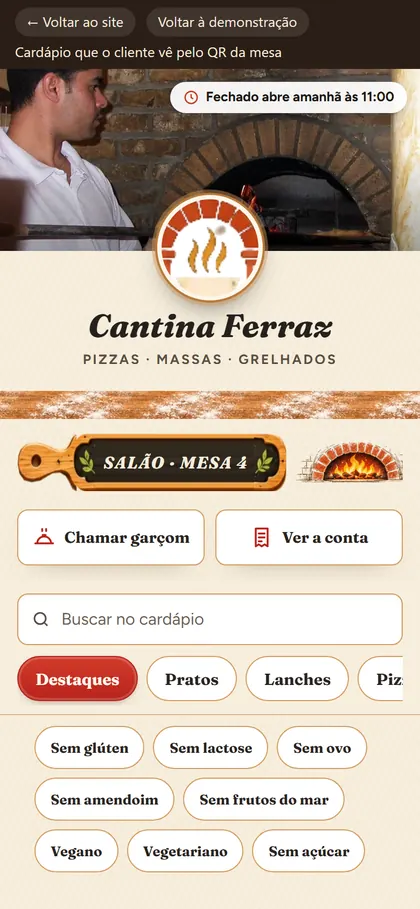 ← Voltar ao site
Voltar à demonstração
Cardápio que o cliente vê pelo QR da mesa
Fechado abre amanhã às 11:00
Cantina Ferraz
PIZZAS · MASSAS · GRELHADOS
SALÃO · MESA 4
Chamar garçom
Ver a conta
Buscar no cardápio
Destaques
Pratos
Lanches
Piz
Sem glúten
Sem lactose
Sem ovo
Sem amendoim
Sem frutos do mar
Vegano
Vegetariano
Sem açúcar